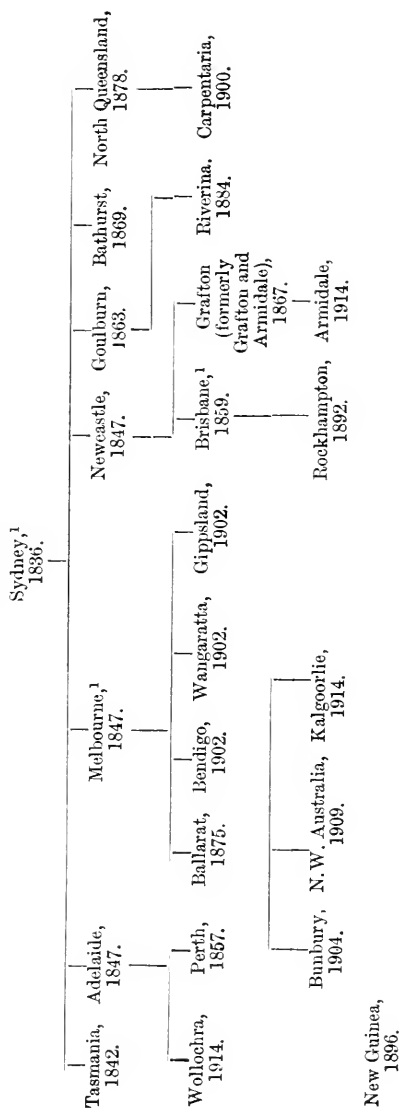 Sydney,¹
1836.
Tasmania,
1842.
Adelaide,
1847.
Melbourne,¹
1847.
Newcastle,
1847.
Goulburn,
1863.
Bathurst,
1869.
North Queensland,
1878.
Wollochra,
1914.
Perth,
1857.
Ballarat,
1875.
Bendigo,
1902.
Wangaratta,
1902.
Gippsland,
1902.
Brisbane,¹
1859.
Grafton
(formerly
Grafton and
Armidale),
1867.
Riverina.
1884.
Carpentaria,
1900.
Bunbury,
1904.
N.W. Australia,
1909.
Kalgoorlie,
1914.
Rockhampton,
1892.
Armidale,
1914.
New Guinea,
1896.